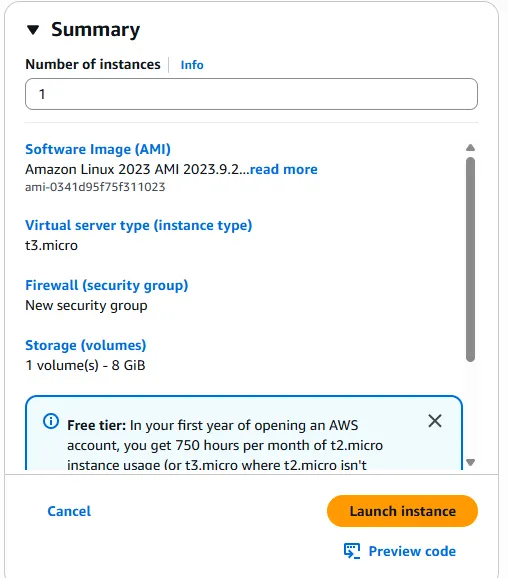 Summary
Number of instances Info
1
Software Image (AMI)
Amazon Linux 2023 AMI 2023.9.2...read more
ami-0341d95f75f311023
Virtual server type (instance type)
t3.micro
Firewall (security group)
New security group
Storage (volumes)
1 volume(s) - 8 GiB
Free tier: In your first year of opening an AWS
account, you get 750 hours per month of t2.micro
instance usage (or t3.micro where t2.micro isn't
Cancel
Launch instance
Preview code